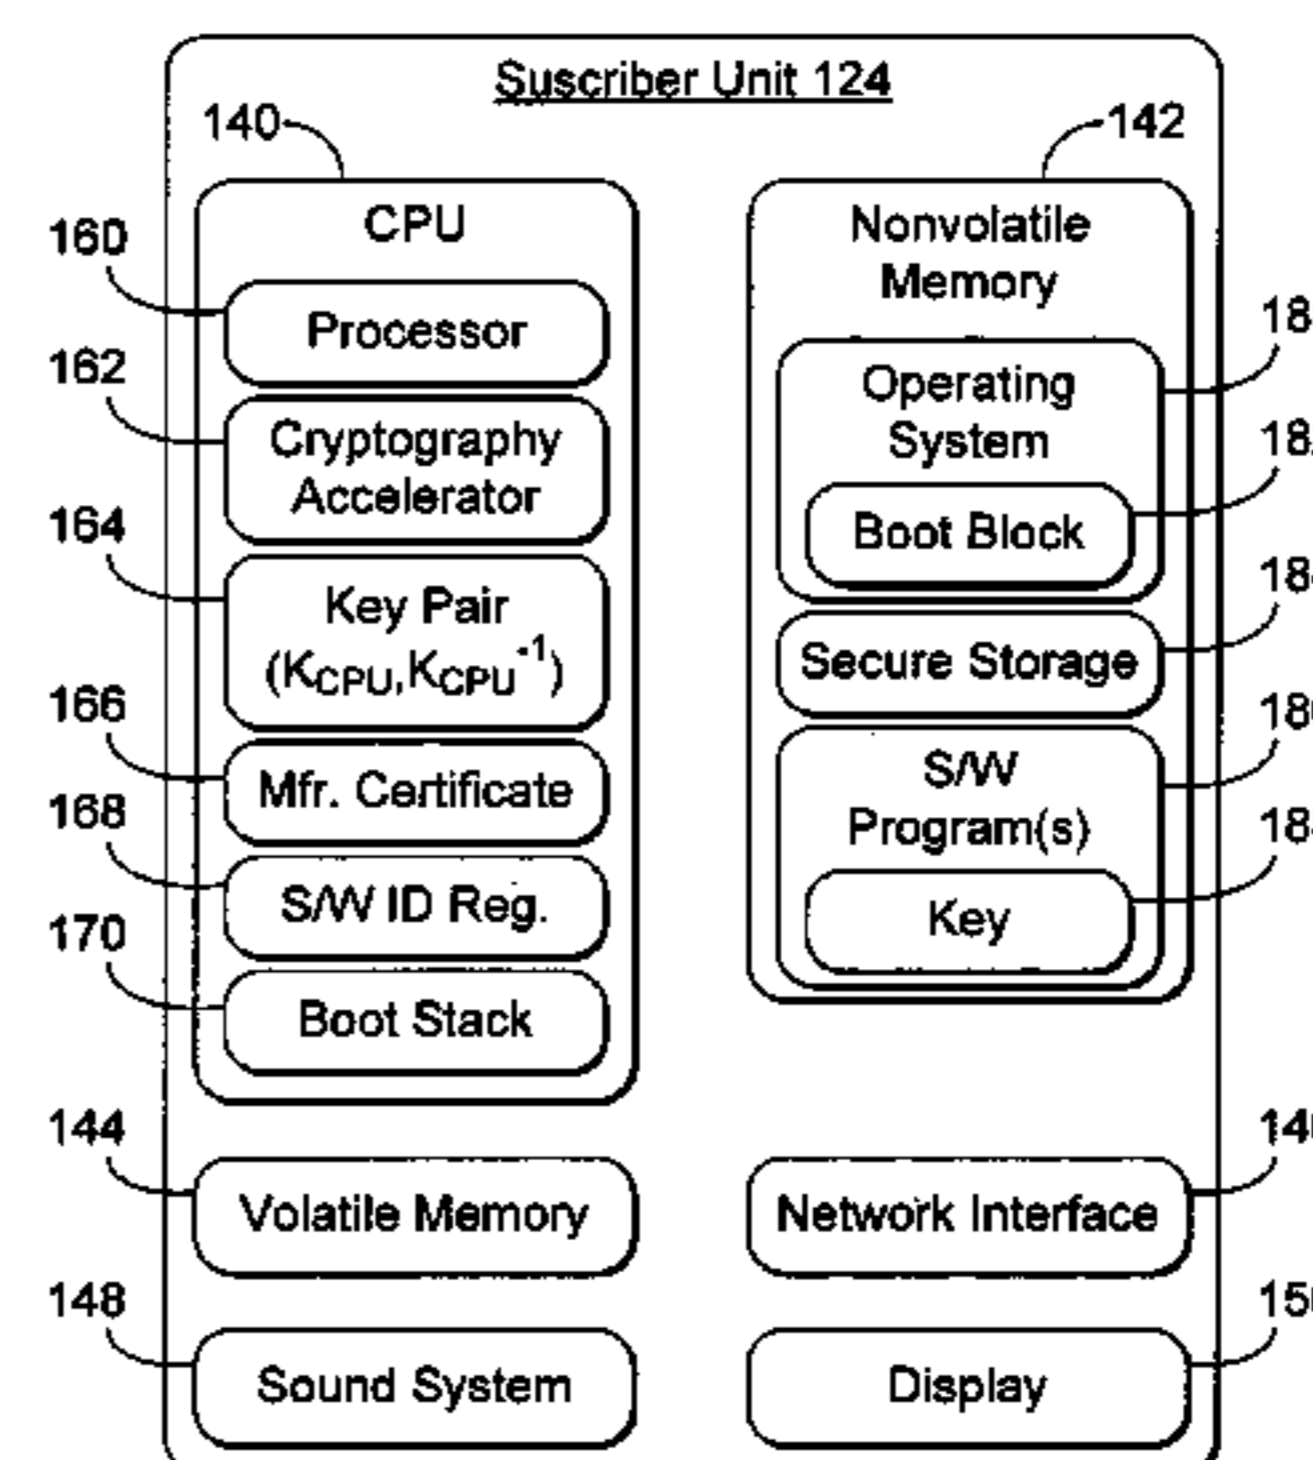 Suscriber Unit 124
140
142
CPU
160
Processor
162
Cryptography
Accelerator
164
Key Pair
(KCPU,KCPU-1)
166
Mfr. Certificate
168
S/W ID Reg.
170
Boot Stack
Nonvolatile
Memory
Operating
System
Boot Block
Secure Storage
S/W
Program(s)
Key
144
Volatile Memory
Network Interface
148
Sound System
Display